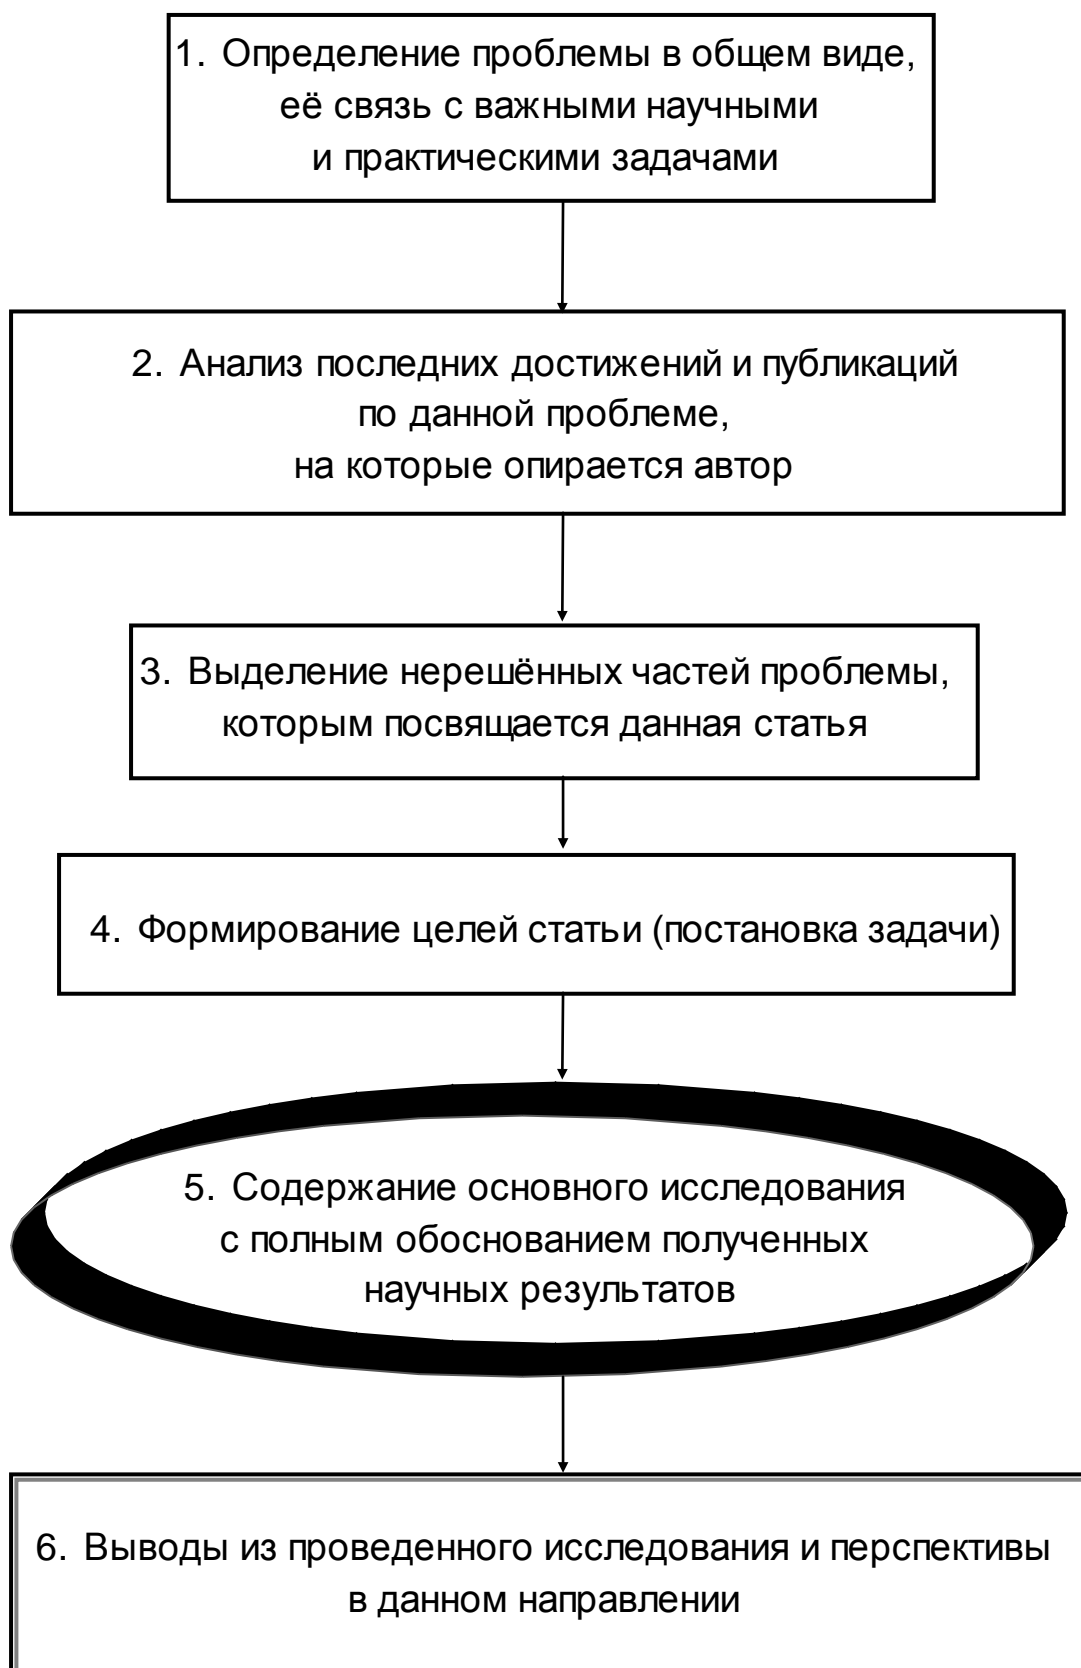 1. Определение проблемы в общем виде,
её связь с важными научными
и практическими задачами
2. Анализ последних достижений и публикаций
по данной проблеме,
на которые опирается автор
3. Выделение нерешённых частей проблемы,
которым посвящается данная статья
4. Формирование целей статьи (постановка задачи)
5. Содержание основного исследования
с полным обоснованием полученных
научных результатов
6. Выводы из проведенного исследования и перспективы
в данном направлении